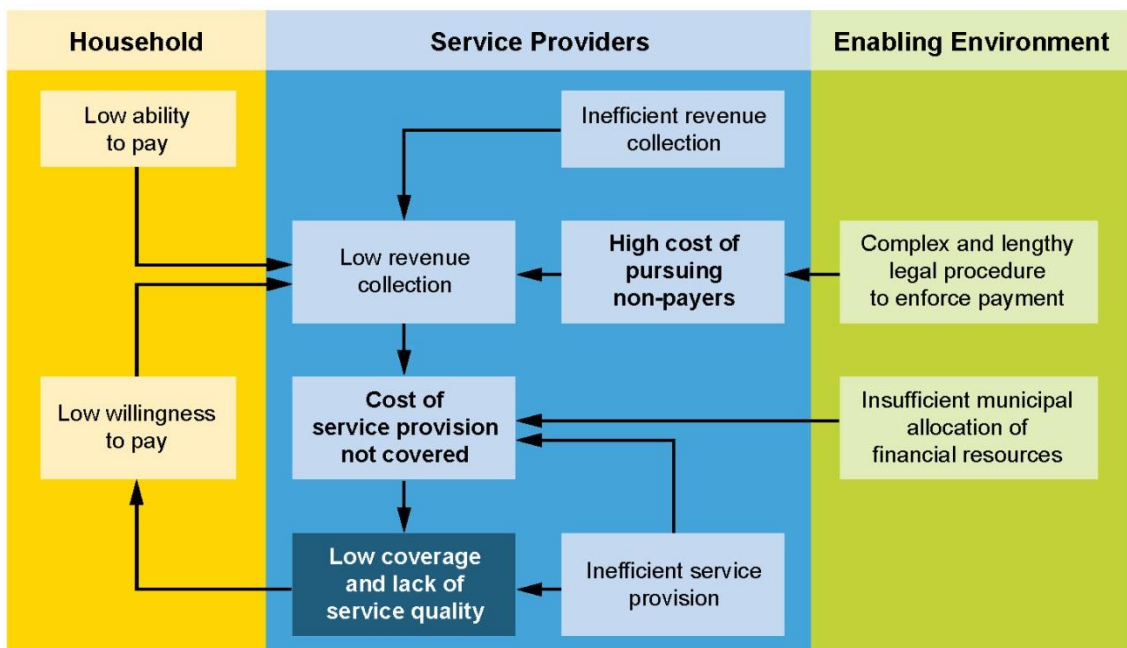 Household
Service Providers
Enabling Environment
Low ability
to pay
Inefficient revenue
collection
Low revenue
collection
High cost of
pursuing
non-payers
Complex and lengthy
legal procedure
to enforce payment
Low willingness
to pay
Cost of
service provision
not covered
Insufficient municipal
allocation of
financial resources
Low coverage
and lack of
service quality
Inefficient service
provision